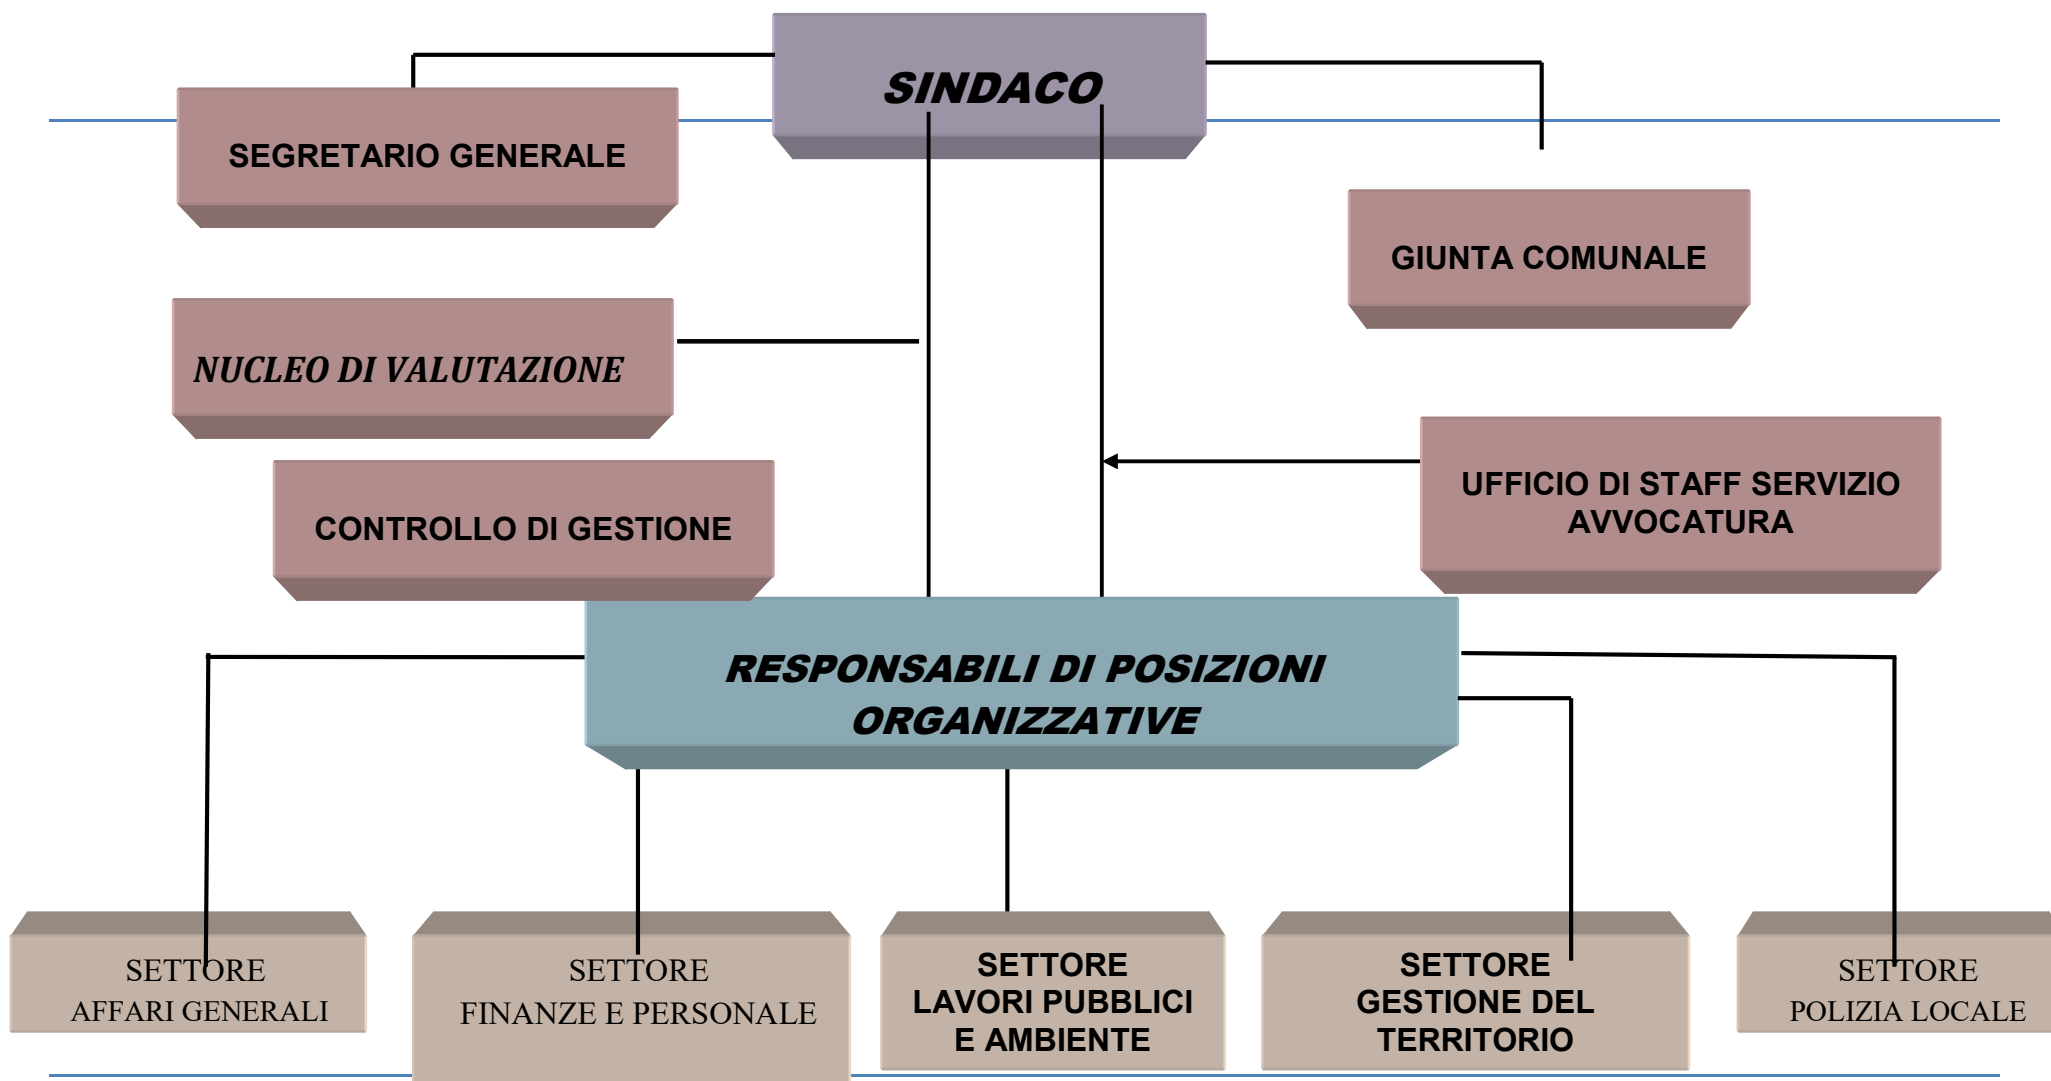 SINDACO
SEGRETARIO GENERALE
GIUNTA COMUNALE
NUCLEO DI VALUTAZIONE
UFFICIO DI STAFF SERVIZIO
AVVOCATURA
CONTROLLO DI GESTIONE
RESPONSABILI DI POSIZIONI
ORGANIZZATIVE
SETTORE
AFFARI GENERALI
SETTORE
FINANZE E PERSONALE
SETTORE
LAVORI PUBBLICI
E AMBIENTE
SETTORE
GESTIONE DEL
TERRITORIO
SETTORE
POLIZIA LOCALE